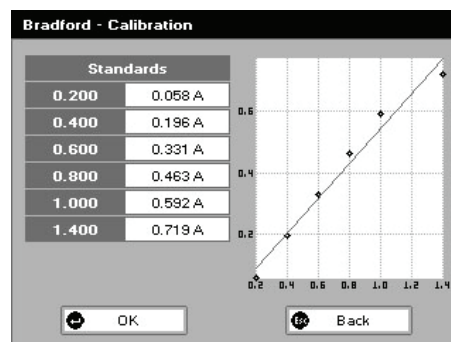 Bradford - Calibration
Standards
0.200 0.058 A
0.400 0.196 A
0.600 0.331 A
0.800 0.463 A
1.000 0.592 A
1.400 0.719 A
0.6
0.4
0.2
0.2 0.4 0.6 0.8 1.0 1.2 1.4
OK
Esc Back